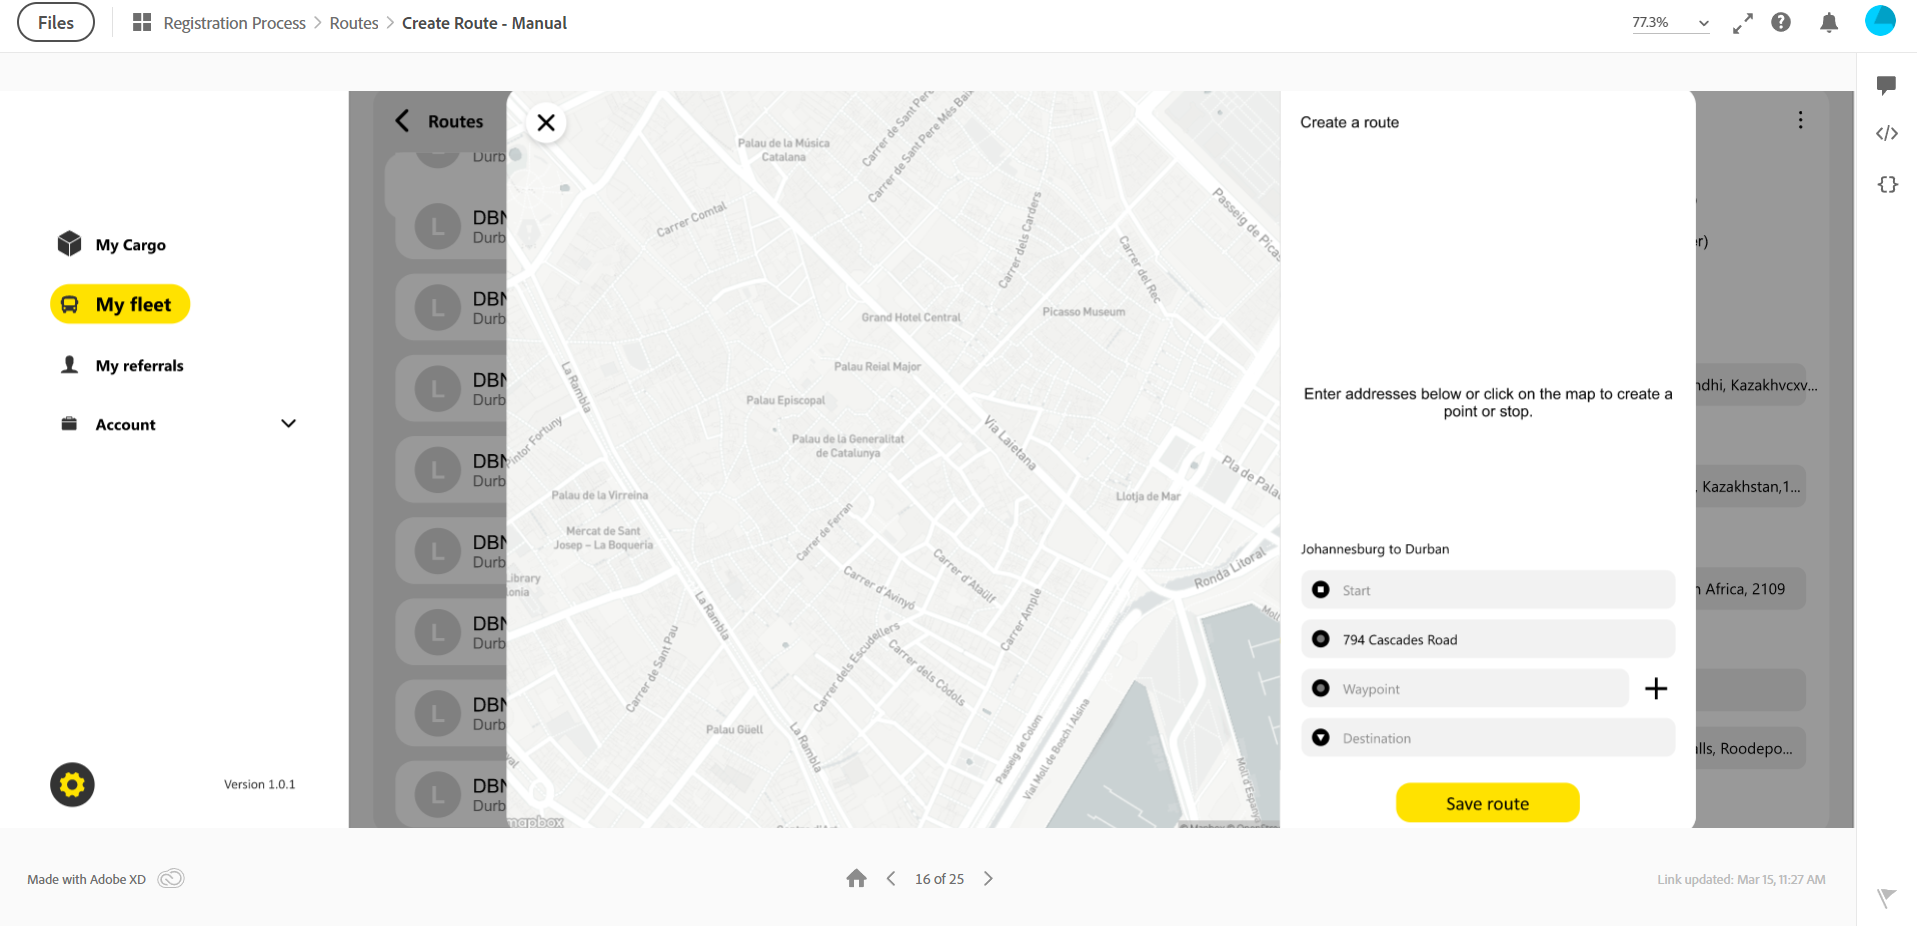 Files
Registration Process > Routes > Create Route - Manual
77.3%
My Cargo
My fleet
My referrals
Account
Version 1.0.1
Routes
Durb
L DBN
Durb
L DBN
Durb
L DBN
Durb
L DBN
Durb
L DBN
Durb
L DBN
Durb
L DBN
Durb
L DBN
Durb
Palau de la Música
Catalana
Carrer de Sant Pere Més Baix
Carrer Comtal
Carrer dels Carders
Carrer del Rec
Passeig de Picas
Grand Hotel Central
Picasso Museum
La Rambla
Palau Reial Major
Palau Episcopal
Pintor Fortuny
Palau de la Generalitat
de Catalunya
Via Laietana
Pla de Palau
Palau de la Virreina
Llotja de Mar
Mercat de Sant
Josep – La Boqueria
Carrer de Ferran
Library
lonia
Carrer d'Avinyó
Carrer d'Ataülf
Ronda Litoral
La Rambla
Carrer Ample
Moll
Carrer de Sant Pau
Carrer dels Escudellers
Carrer dels Còdols
Palau Güell
La Rambla
Passeig de Colom
Vial Moll de Bosch i Alsina
Moll d'Espanya
mapbox
Create a route
Enter addresses below or click on the map to create a
point or stop.
Johannesburg to Durban
Start
794 Cascades Road
Waypoint
Destination
Save route
er)
ndhi, Kazakhvcxv...
, Kazakhstan,1...
n Africa, 2109
alls, Roodepo...
Made with Adobe XD
16 of 25
Link updated: Mar 15, 11:27 AM